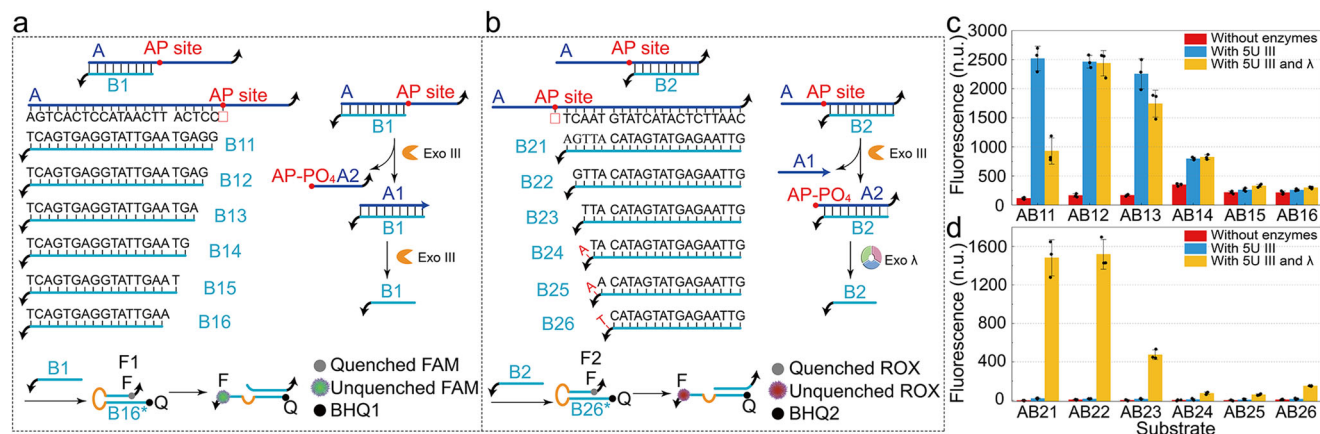 a
A
AP site
B1
A
AP site
AGTCACTCCATAACTT ACTCC
TCAGTGAGGTATTGAA TGAGG
B11
TCAGTGAGGTATTGAA TGAG
B12
TCAGTGAGGTATTGAA TGA
B13
TCAGTGAGGTATTGAA TG
B14
TCAGTGAGGTATTGAA T
B15
TCAGTGAGGTATTGAA
B16
A
AP site
B1
Exo III
AP-PO4 A2
A1
B1
Exo III
B1
B1
F1
F
B16*
Q
F
Q
Quenched FAM
Unquenched FAM
BHQ1
b
A
AP site
B2
A
AP site
TCAAT GTATCATACTCTTAAC
AGTTA CATAGTATGAGAATTG
B21
GTTA CATAGTATGAGAATTG
B22
TTA CATAGTATGAGAATTG
B23
A TA CATAGTATGAGAATTG
B24
A A CATAGTATGAGAATTG
B25
T CATAGTATGAGAATTG
B26
A
AP site
B2
Exo III
A1
AP-PO4 A2
B2
Exo λ
B2
B2
F2
F
B26*
Q
F
Q
Quenched ROX
Unquenched ROX
BHQ2
c
Fluorescence (n.u.)
3000
2500
2000
1500
1000
500
0
Without enzymes
With 5U III
With 5U III and λ
AB11 AB12 AB13 AB14 AB15 AB16
d
Fluorescence (n.u.)
1600
1200
800
400
0
Without enzymes
With 5U III
With 5U III and λ
AB21 AB22 AB23 AB24 AB25 AB26
Substrate